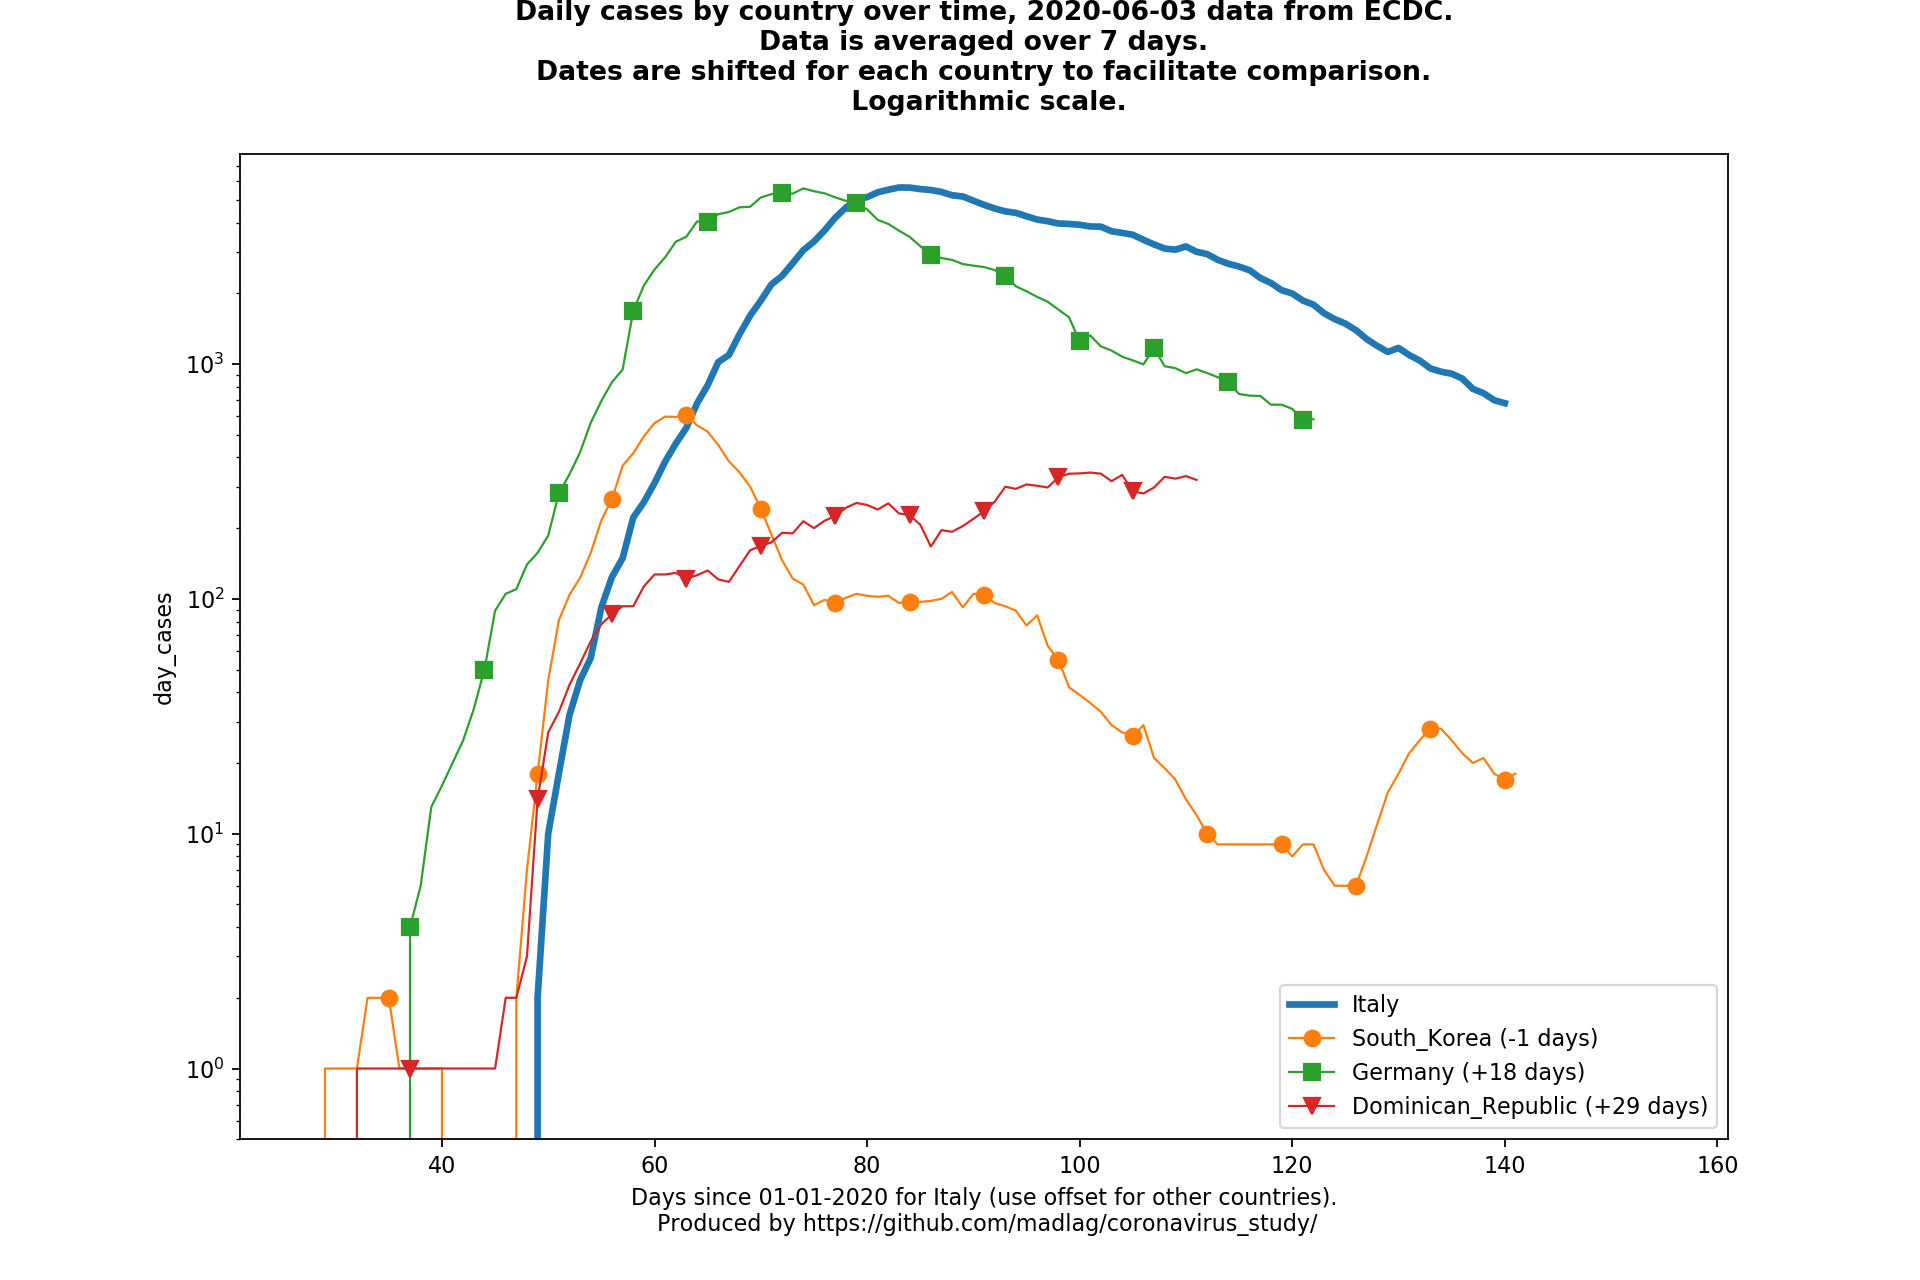 Daily cases by country over time, 2020-06-03 data from ECDC.
Data is averaged over 7 days.
Dates are shifted for each country to facilitate comparison.
Logarithmic scale.
day_cases
10³
10²
10¹
10⁰
Italy
South_Korea (-1 days)
Germany (+18 days)
Dominican_Republic (+29 days)
40 60 80 100 120 140 160
Days since 01-01-2020 for Italy (use offset for other countries).
Produced by https://github.com/madlag/coronavirus_study/